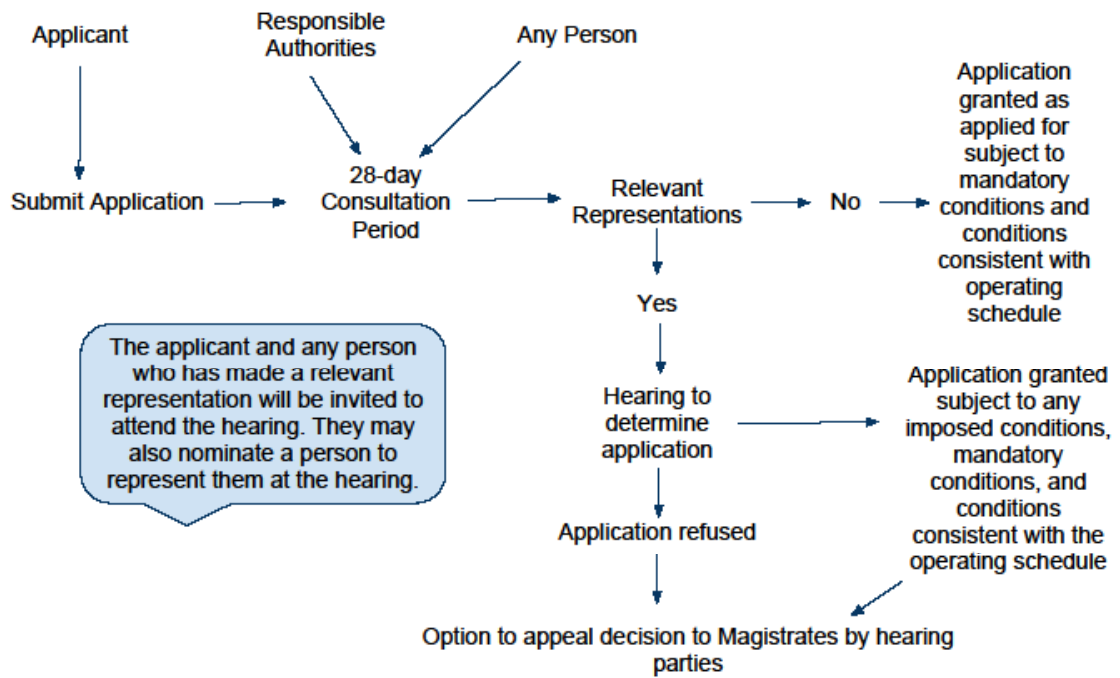 Applicant
Responsible
Authorities
Any Person
Submit Application
28-day
Consultation
Period
Relevant
Representations
No
Application
granted as
applied for
subject to
mandatory
conditions and
conditions
consistent with
operating
schedule
Yes
The applicant and any person
who has made a relevant
representation will be invited to
attend the hearing. They may
also nominate a person to
represent them at the hearing.
Hearing to
determine
application
Application granted
subject to any
imposed conditions,
mandatory
conditions, and
conditions
consistent with the
operating schedule
Application refused
Option to appeal decision to Magistrates by hearing
parties